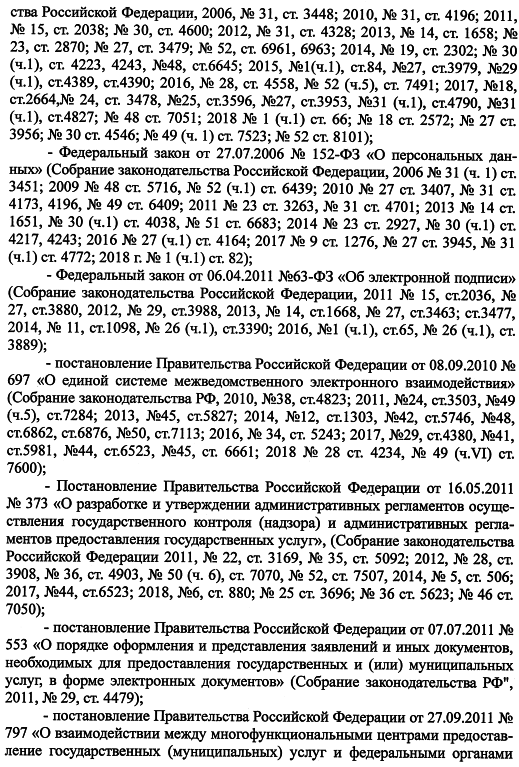 ства Российской Федерации, 2006, № 31, ст. 3448; 2010, № 31, ст. 4196; 2011,
№ 15, ст. 2038; № 30, ст. 4600; 2012, № 31, ст. 4328; 2013, № 14, ст. 1658; №
23, ст. 2870; № 27, ст. 3479; № 52, ст. 6961, 6963; 2014, № 19, ст. 2302; № 30
(ч.1), ст. 4223, 4243, №48, ст.6645; 2015, №1(ч.1), ст.84, №27, ст.3979, №29
(ч.1), ст.4389, ст.4390; 2016, № 28, ст. 4558, № 52 (ч.5), ст. 7491; 2017, №18,
ст.2664,№ 24, ст. 3478, №25, ст.3596, №27, ст.3953, №31 (ч.1), ст.4790, №31
(ч.1), ст.4827; № 48 ст. 7051; 2018 № 1 (ч.1) ст. 66; № 18 ст. 2572; № 27 ст.
3956; № 30 ст. 4546; № 49 (ч. 1) ст. 7523; № 52 ст. 8101);
- Федеральный закон от 27.07.2006 № 152-ФЗ «О персональных дан-
ных» (Собрание законодательства Российской Федерации, 2006 № 31 (ч. 1) ст.
3451; 2009 № 48 ст. 5716, № 52 (ч.1) ст. 6439; 2010 № 27 ст. 3407, № 31 ст.
4173, 4196, № 49 ст. 6409; 2011 № 23 ст. 3263, № 31 ст. 4701; 2013 № 14 ст.
1651, № 30 (ч.1) ст. 4038, № 51 ст. 6683; 2014 № 23 ст. 2927, № 30 (ч.1) ст.
4217, 4243; 2016 № 27 (ч.1) ст. 4164; 2017 № 9 ст. 1276, № 27 ст. 3945, № 31
(ч.1) ст. 4772; 2018 г. № 1 (ч.1) ст. 82);
- Федеральный закон от 06.04.2011 №63-ФЗ «Об электронной подписи»
(Собрание законодательства Российской Федерации, 2011 № 15, ст.2036, №
27, ст.3880, 2012, № 29, ст.3988, 2013, № 14, ст.1668, № 27, ст.3463; ст.3477,
2014, № 11, ст.1098, № 26 (ч.1), ст.3390; 2016, №1 (ч.1), ст.65, № 26 (ч.1), ст.
3889);
- постановление Правительства Российской Федерации от 08.09.2010 №
697 «О единой системе межведомственного электронного взаимодействия»
(Собрание законодательства РФ, 2010, №38, ст.4823; 2011, №24, ст.3503, №49
(ч.5), ст.7284; 2013, №45, ст.5827; 2014, №12, ст.1303, №42, ст.5746, №48,
ст.6862, ст.6876, №50, ст.7113; 2016, № 34, ст. 5243; 2017, №29, ст.4380, №41,
ст.5981, №44, ст.6523, №45, ст. 6661; 2018 № 28 ст. 4234, № 49 (ч.VI) ст.
7600);
- Постановление Правительства Российской Федерации от 16.05.2011
№ 373 «О разработке и утверждении административных регламентов осуще-
ствления государственного контроля (надзора) и административных регла-
ментов предоставления государственных услуг», (Собрание законодательства
Российской Федерации 2011, № 22, ст. 3169, № 35, ст. 5092; 2012, № 28, ст.
3908, № 36, ст. 4903, № 50 (ч. 6), ст. 7070, № 52, ст. 7507, 2014, № 5, ст. 506;
2017, №44, ст.6523; 2018, №6, ст. 880; № 25 ст. 3696; № 36 ст. 5623; № 46 ст.
7050);
- постановление Правительства Российской Федерации от 07.07.2011 №
553 «О порядке оформления и представления заявлений и иных документов,
необходимых для предоставления государственных и (или) муниципальных
услуг, в форме электронных документов» (Собрание законодательства РФ",
2011, № 29, ст. 4479);
- постановление Правительства Российской Федерации от 27.09.2011 №
797 «О взаимодействии между многофункциональными центрами предостав-
ление государственных (муниципальных) услуг и федеральными органами